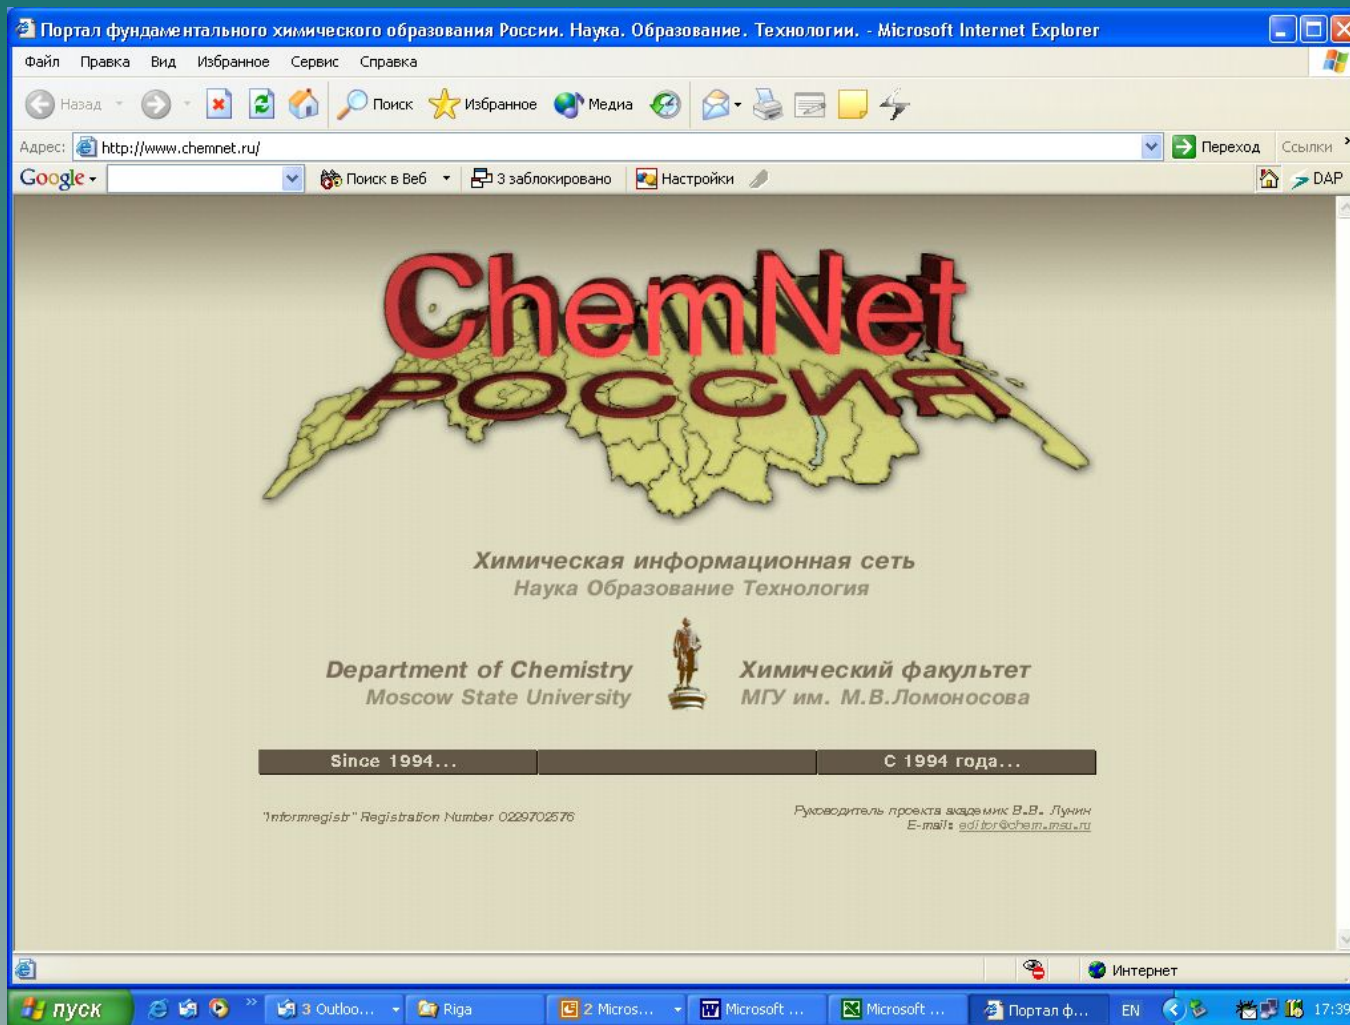 Портал фундаментального химического образования России. Наука. Образование. Технологии. - Microsoft Internet Explorer
Файл Правка Вид Избранное Сервис Справка
Назад Поиск Избранное Медиа
Адрес: http://www.chemnet.ru/ Переход Ссылки
Google Поиск в Веб 3 заблокировано Настройки DAP
ChemNet
РОССИЯ
Химическая информационная сеть
Наука Образование Технология
Department of Chemistry Химический факультет
Moscow State University МГУ им. М.В.Ломоносова
Since 1994... С 1994 года...
"Informregistr" Registration Number 0229702576 Руководитель проекта академик В.В. Лунин
E-mail: editor@chem.msu.ru
Интернет
пуск 3 Outloo... Riga 2 Micros... Microsoft ... Microsoft ... Портал ф... EN 17:39